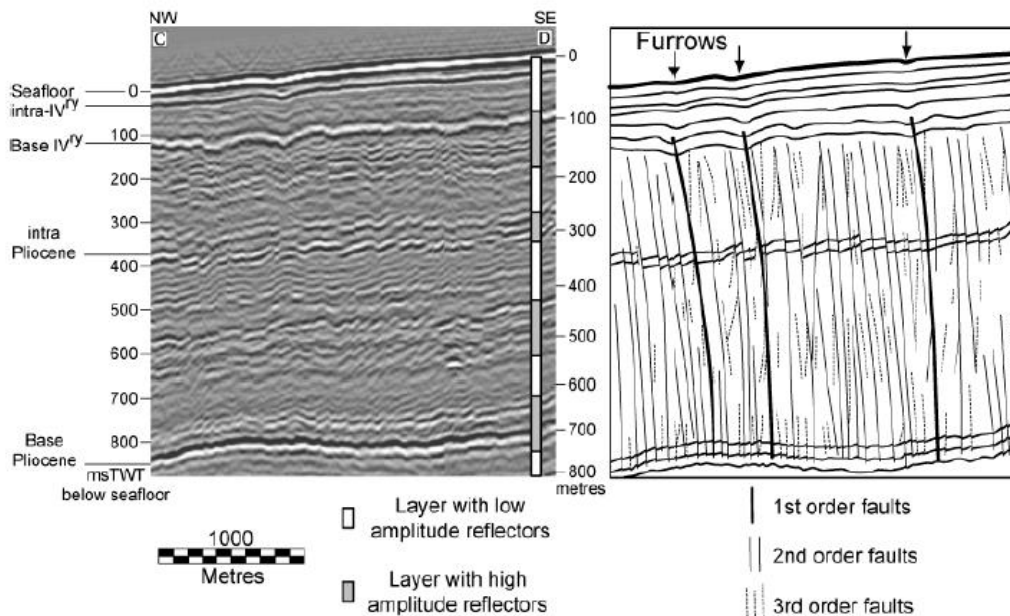 NW
SE
C
D
Seafloor
intra-IVry
Base IVry
intra
Pliocene
Base
Pliocene
msTWT
below seafloor
0
100
200
300
400
500
600
700
800
0
100
200
300
400
500
600
700
800
metres
Furrows
1000
Metres
Layer with low
amplitude reflectors
Layer with high
amplitude reflectors
1st order faults
2nd order faults
3rd order faults